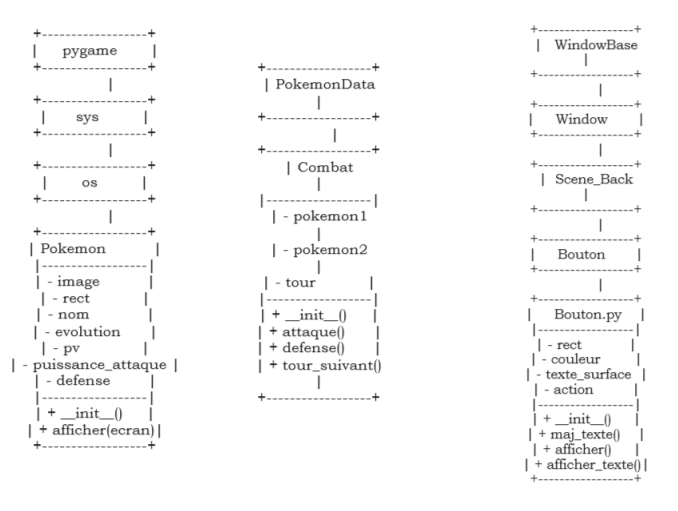 +------------------+
| pygame |
+------------------+
|
+------------------+
| sys |
+------------------+
|
+------------------+
| os |
+------------------+
|
+------------------+
| Pokemon |
|------------------|
| - image |
| - rect |
| - nom |
| - evolution |
| - pv |
| - puissance_attaque |
| - defense |
|------------------|
| + __init__() |
| + afficher(ecran)|
+------------------+
+------------------+
| PokemonData
|
+------------------+
|
+------------------+
| Combat
|
|------------------|
| - pokemon1
|
| - pokemon2
|
| - tour |
|------------------|
| + __init__() |
| + attaque() |
| + defense() |
| + tour_suivant()
|
+------------------+
+----------------+
| WindowBase
|
+----------------+
|
+----------------+
| Window |
+----------------+
|
+----------------+
| Scene_Back
|
+----------------+
|
+----------------+
| Bouton |
+----------------+
|
+----------------+
| Bouton.py |
|----------------|
| - rect |
| - couleur |
| - texte_surface |
| - action |
|----------------|
| + __init__() |
| + maj_texte() |
| + afficher() |
| + afficher_texte()|
+----------------+